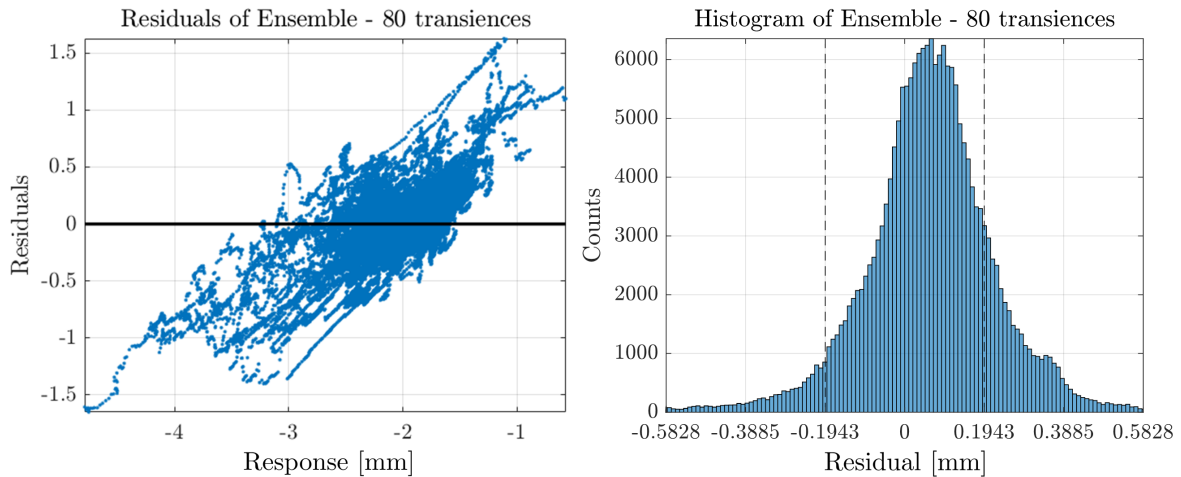 Residuals of Ensemble - 80 transiences
1.5
1
0.5
0
-0.5
-1
-1.5
Residuals
-4 -3 -2 -1
Response [mm]
Histogram of Ensemble - 80 transiences
6000
5000
4000
3000
2000
1000
0
Counts
-0.5828 -0.3885 -0.1943 0 0.1943 0.3885 0.5828
Residual [mm]